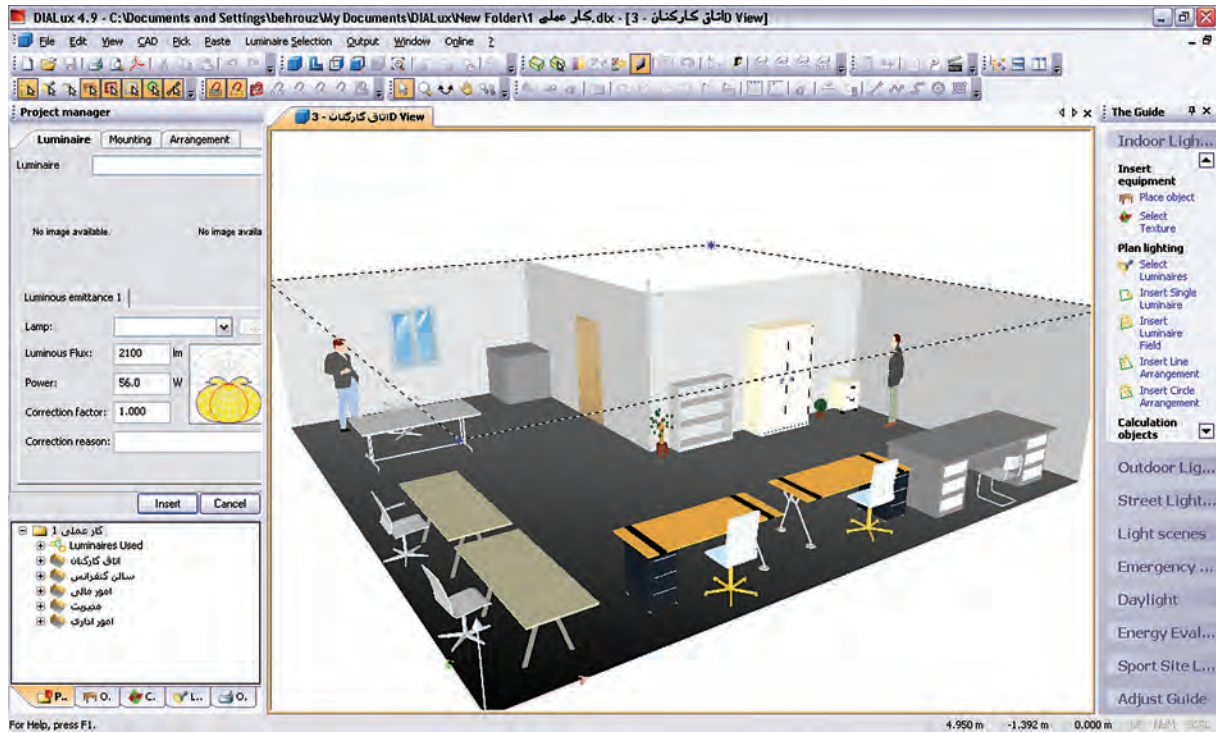 DIALux 4.9 - C:\Documents and Settings\behrouz\My Documents\DIALux\New Folder\1 کار عملی.dlx - [3 - اتاق کارکنانD View]
File Edit View CAD Pick Paste Luminaire Selection Output Window Online ?
Project manager
3 - اتاق کارکنانD View
The Guide
Luminaire Mounting Arrangement
Luminaire
No image available. No image availa
Luminous emittance 1
Lamp:
Luminous Flux: 2100 lm
Power: 56.0 W
Correction factor: 1.000
Correction reason:
Insert Cancel
کار عملی 1
Luminaires Used
اتاق کارکنان
سالن کنفرانس
امور مالی
مدیریت
امور اداری
P... O. C. L... O.
Indoor Ligh...
Insert
equipment
Place object
Select
Texture
Plan lighting
Select
Luminaires
Insert Single
Luminaire
Insert
Luminaire
Field
Insert Line
Arrangement
Insert Circle
Arrangement
Calculation
objects
Outdoor Lig...
Street Light...
Light scenes
Emergency ...
Daylight
Energy Eval...
Sport Site L...
Adjust Guide
For Help, press F1.
4.950 m -1.392 m 0.000 m NUM